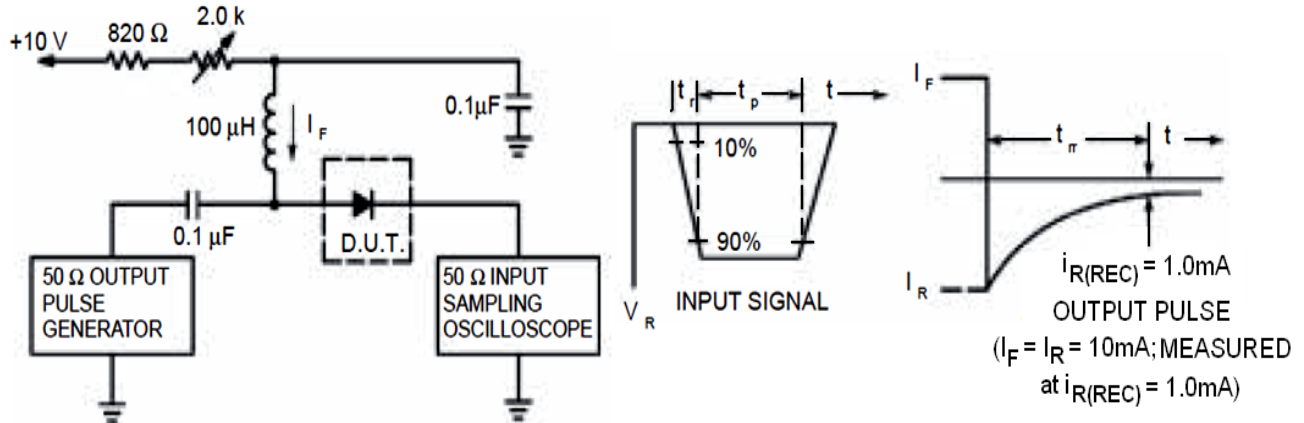 +10 V
820 Ω
2.0 k
0.1μF
100 μH
I F
0.1 μF
D.U.T.
50 Ω OUTPUT
PULSE
GENERATOR
50 Ω INPUT
SAMPLING
OSCILLOSCOPE
t r
t p
t
10%
90%
V R
INPUT SIGNAL
I F
t rr
t
I R
i R(REC) = 1.0mA
OUTPUT PULSE
(I F = I R = 10mA; MEASURED
at i R(REC) = 1.0mA)